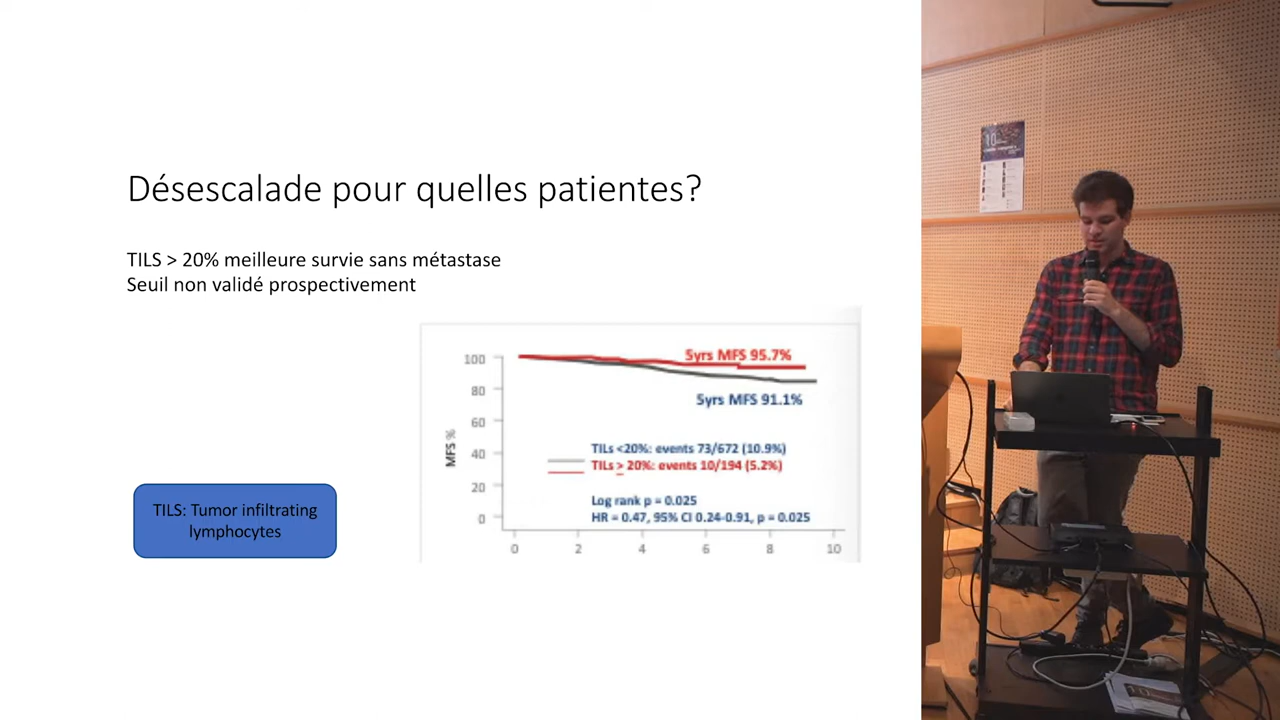 Désescalade pour quelles patientes?
TILS > 20% meilleure survie sans métastase
Seuil non validé prospectivement
5yrs MFS 95.7%
5yrs MFS 91.1%
TILs <20%: events 73/672 (10.9%)
TILs > 20%: events 10/194 (5.2%)
Log rank p = 0.025
HR = 0.47, 95% CI 0.24-0.91, p = 0.025
MFS %
100
80
60
40
20
0
0 2 4 6 8 10
TILS: Tumor infiltrating
lymphocytes
10